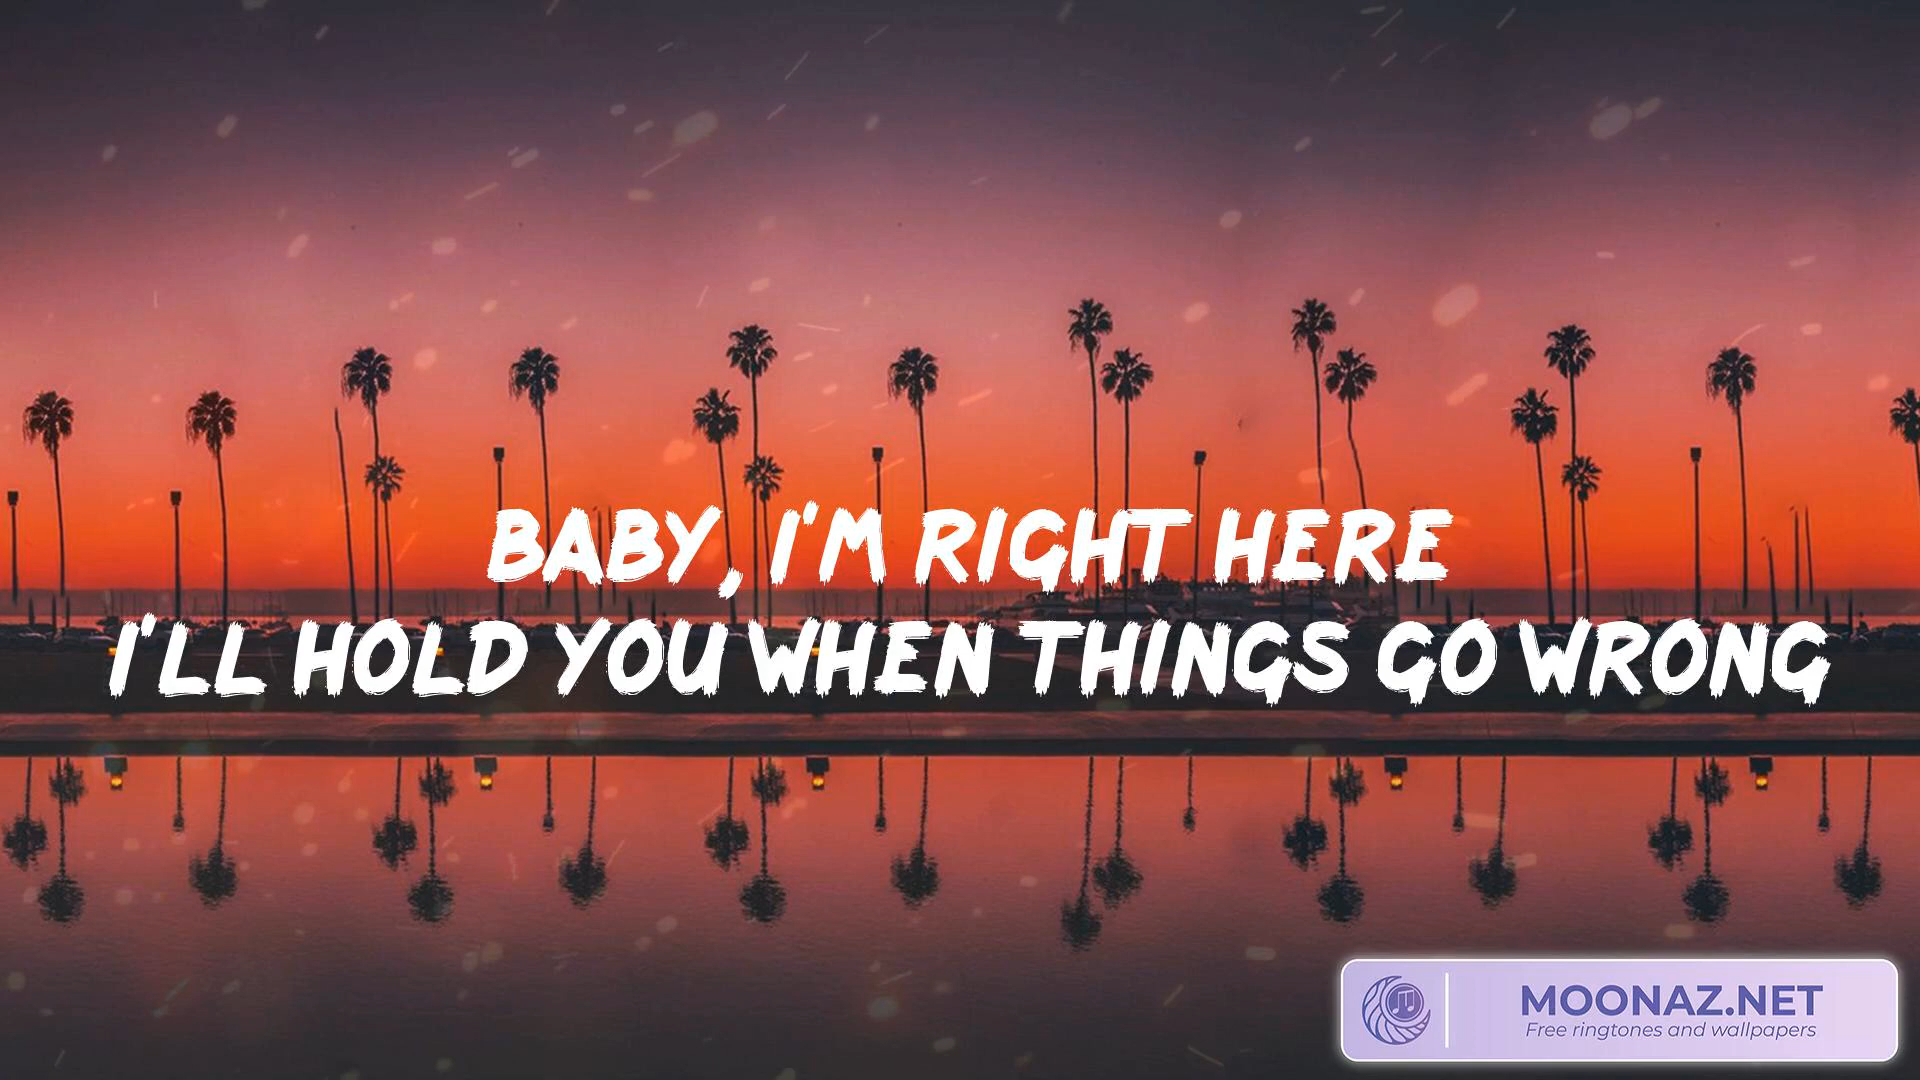 BABY, I'M RIGHT HERE
I'LL HOLD YOU WHEN THINGS GO WRONG
MOONAZ.NET
Free ringtones and wallpapers